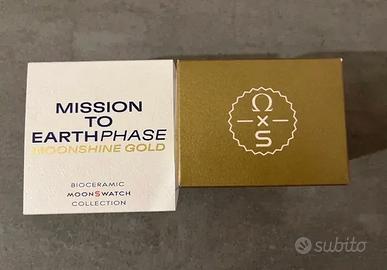 MISSION
TO
EARTHPHASE
MOONSHINE GOLD
BIOCERAMIC
MOONSWATCH
COLLECTION
Ω
x
S
subito